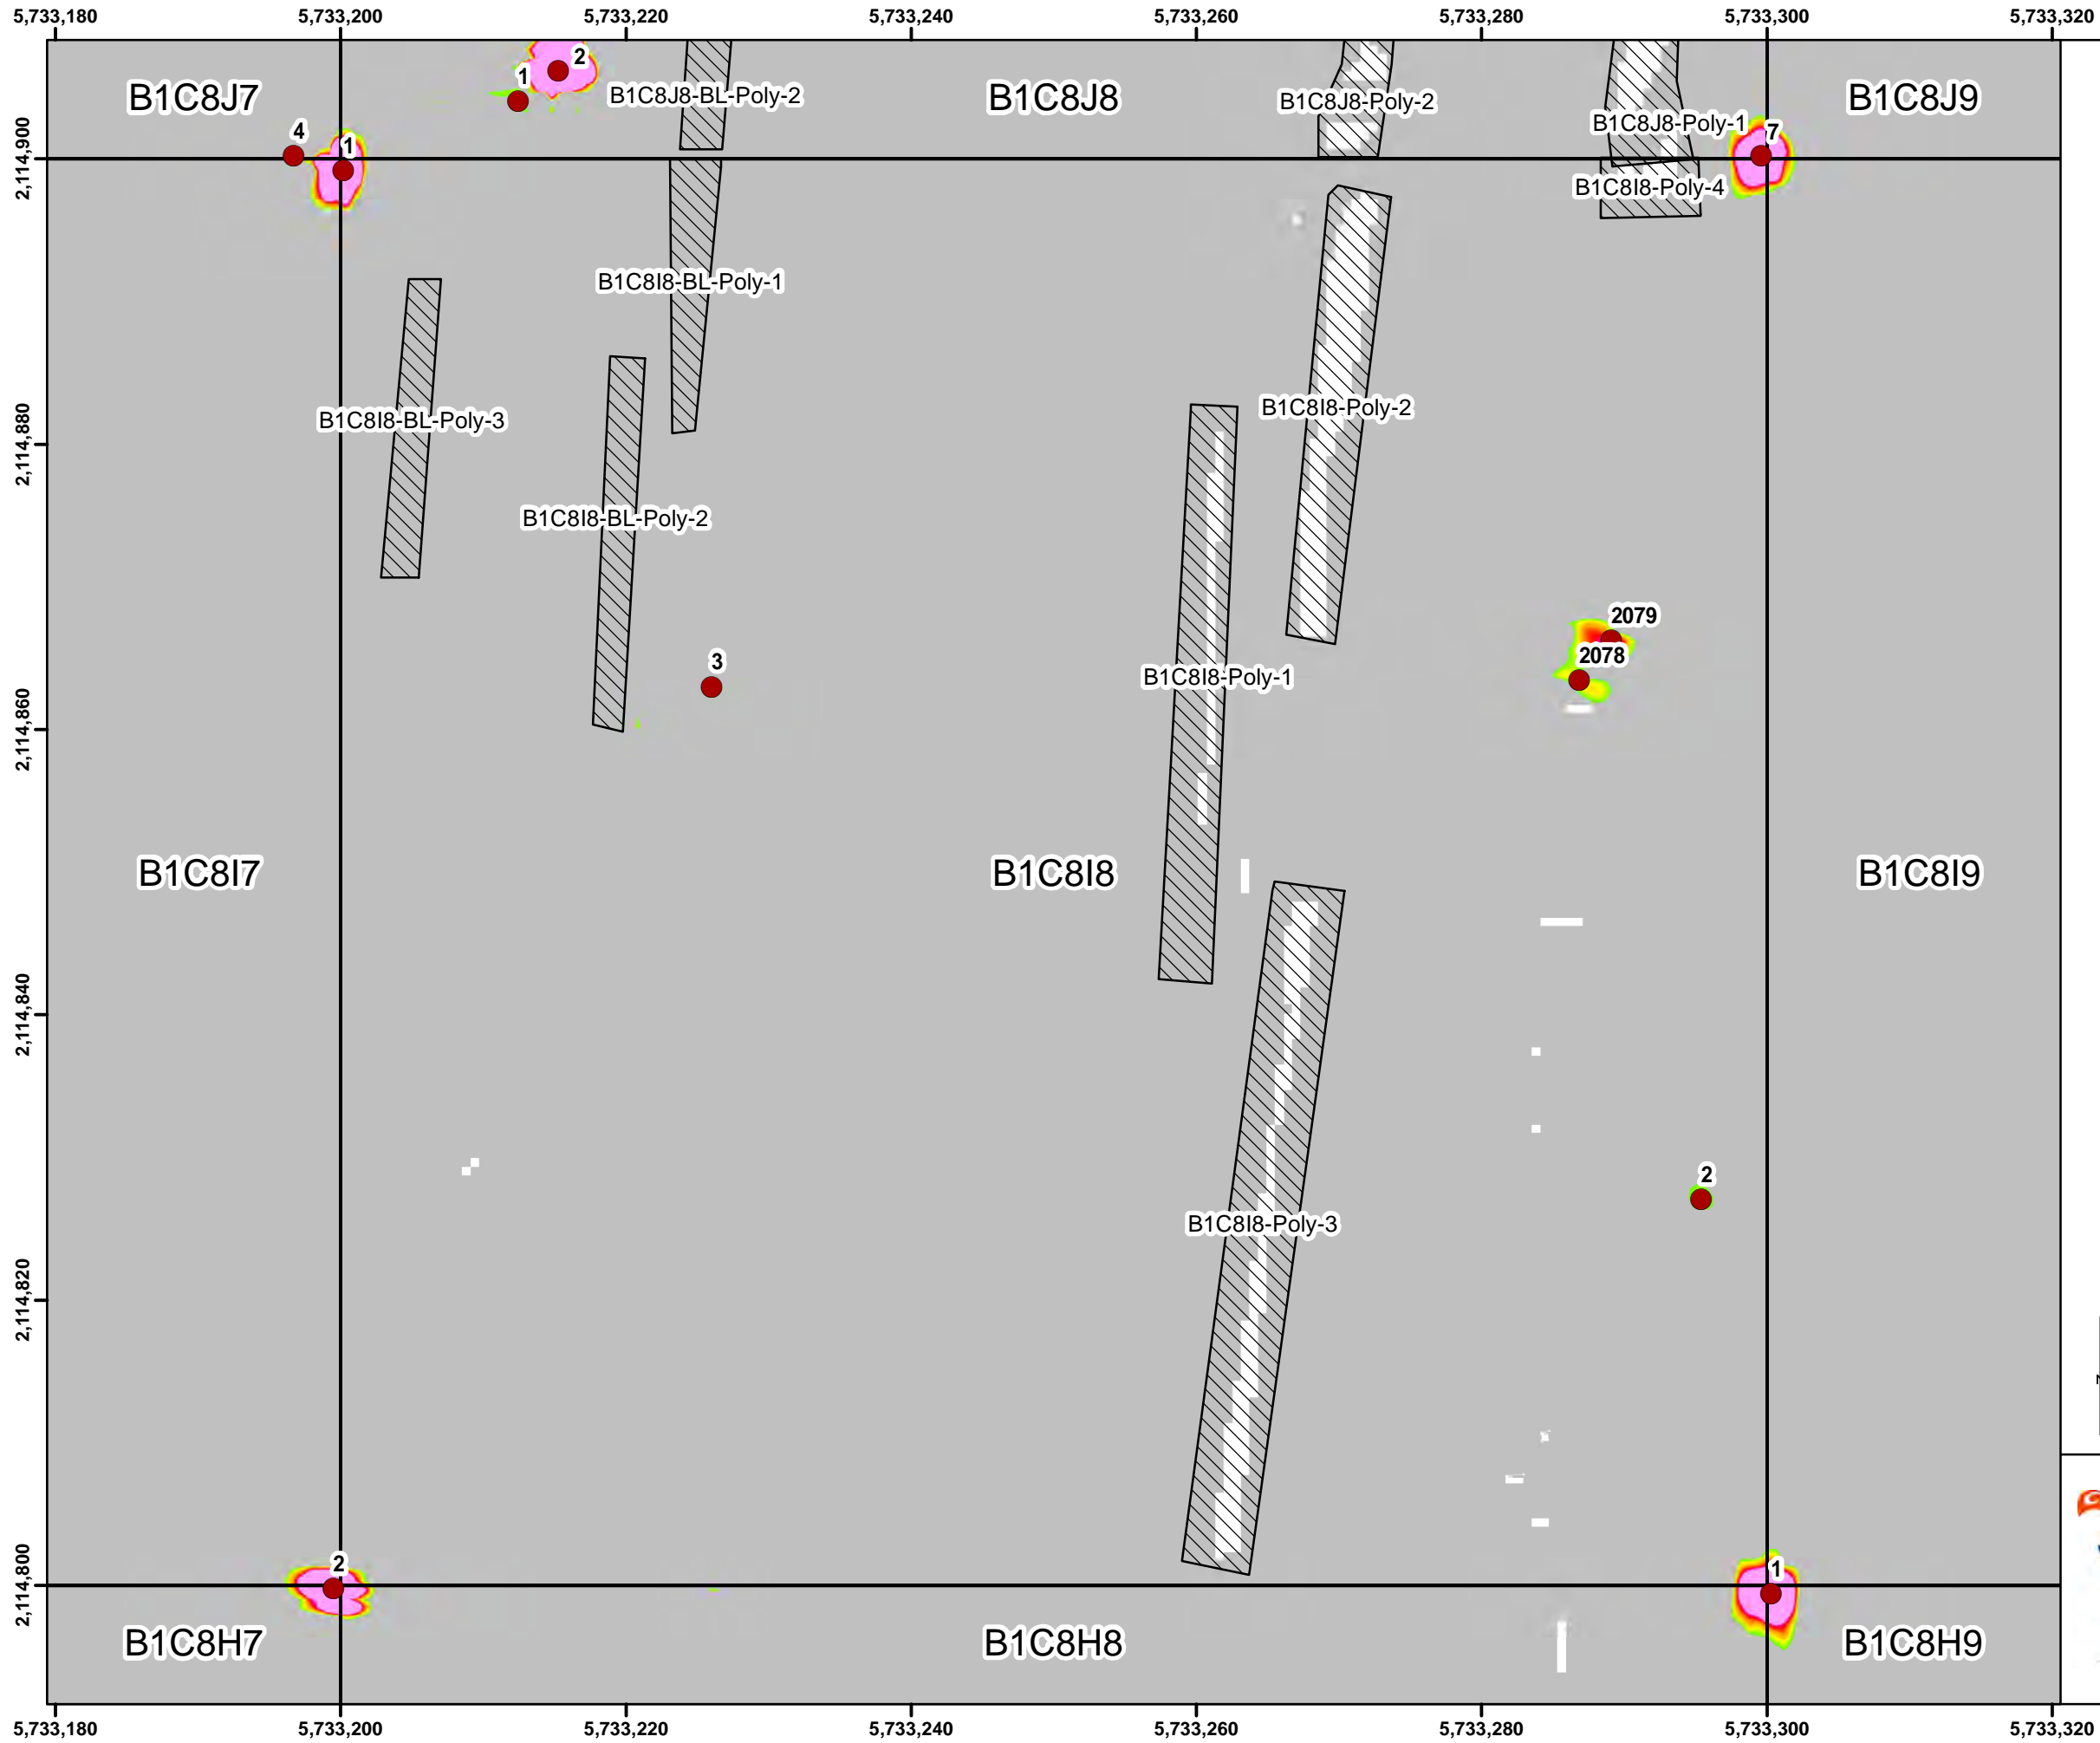 5,733,180 5,733,200 5,733,220 5,733,240 5,733,260 5,733,280 5,733,300 5,733,320
2
1
B1C8J7
B1C8J8-BL-Poly-2
B1C8J8
B1C8J8-Poly-2
B1C8J9
B1C8J8-Poly-1
4
1
7
2,114,900
B1C8I8-Poly-4
B1C8I8-BL-Poly-1
B1C8I8-Poly-2
B1C8I8-BL-Poly-3
2,114,880
B1C8I8-BL-Poly-2
2079
2078
3
B1C8I8-Poly-1
2,114,860
B1C8I7
B1C8I8
B1C8I9
2,114,840
2
B1C8I8-Poly-3
2,114,820
2
1
2,114,800
B1C8H7
B1C8H8
B1C8H9
5,733,180 5,733,200 5,733,220 5,733,240 5,733,260 5,733,280 5,733,300 5,733,320